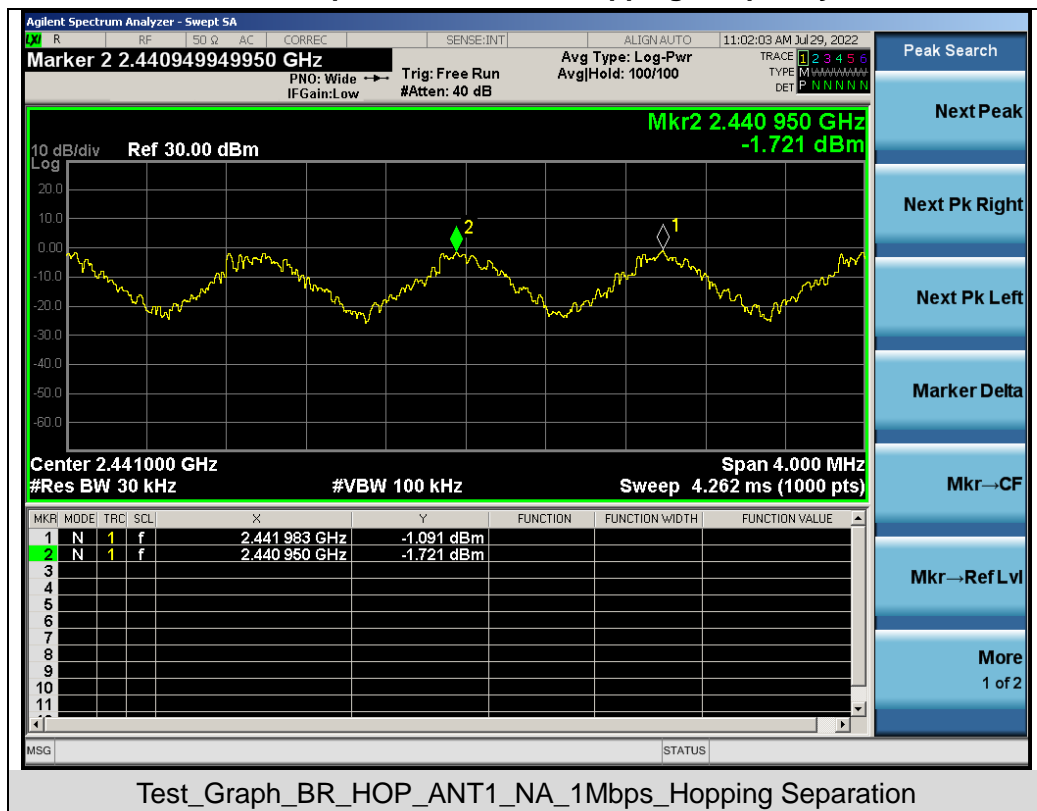 Agilent Spectrum Analyzer - Swept SA
LXI R RF 50 Ω AC CORREC SENSE:INT ALIGN AUTO 11:02:03 AM Jul 29, 2022
Marker 2 2.440949949950 GHz
PNO: Wide
IFGain:Low
Trig: Free Run
#Atten: 40 dB
Avg Type: Log-Pwr
Avg|Hold: 100/100
TRACE 1 2 3 4 5 6
TYPE M WWWWW
DET P N N N N N
Peak Search
Mkr2 2.440 950 GHz
-1.721 dBm
10 dB/div Ref 30.00 dBm
Log
20.0
10.0
0.00
-10.0
-20.0
-30.0
-40.0
-50.0
-60.0
2
1
Center 2.441000 GHz Span 4.000 MHz
#Res BW 30 kHz #VBW 100 kHz Sweep 4.262 ms (1000 pts)
MKR MODE TRC SCL X Y FUNCTION FUNCTION WIDTH FUNCTION VALUE
1 N 1 f 2.441 983 GHz -1.091 dBm
2 N 1 f 2.440 950 GHz -1.721 dBm
3
4
5
6
7
8
9
10
11
Next Peak
Next Pk Right
Next Pk Left
Marker Delta
Mkr→CF
Mkr→Ref Lvl
More
1 of 2
MSG STATUS
Test_Graph_BR_HOP_ANT1_NA_1Mbps_Hopping Separation